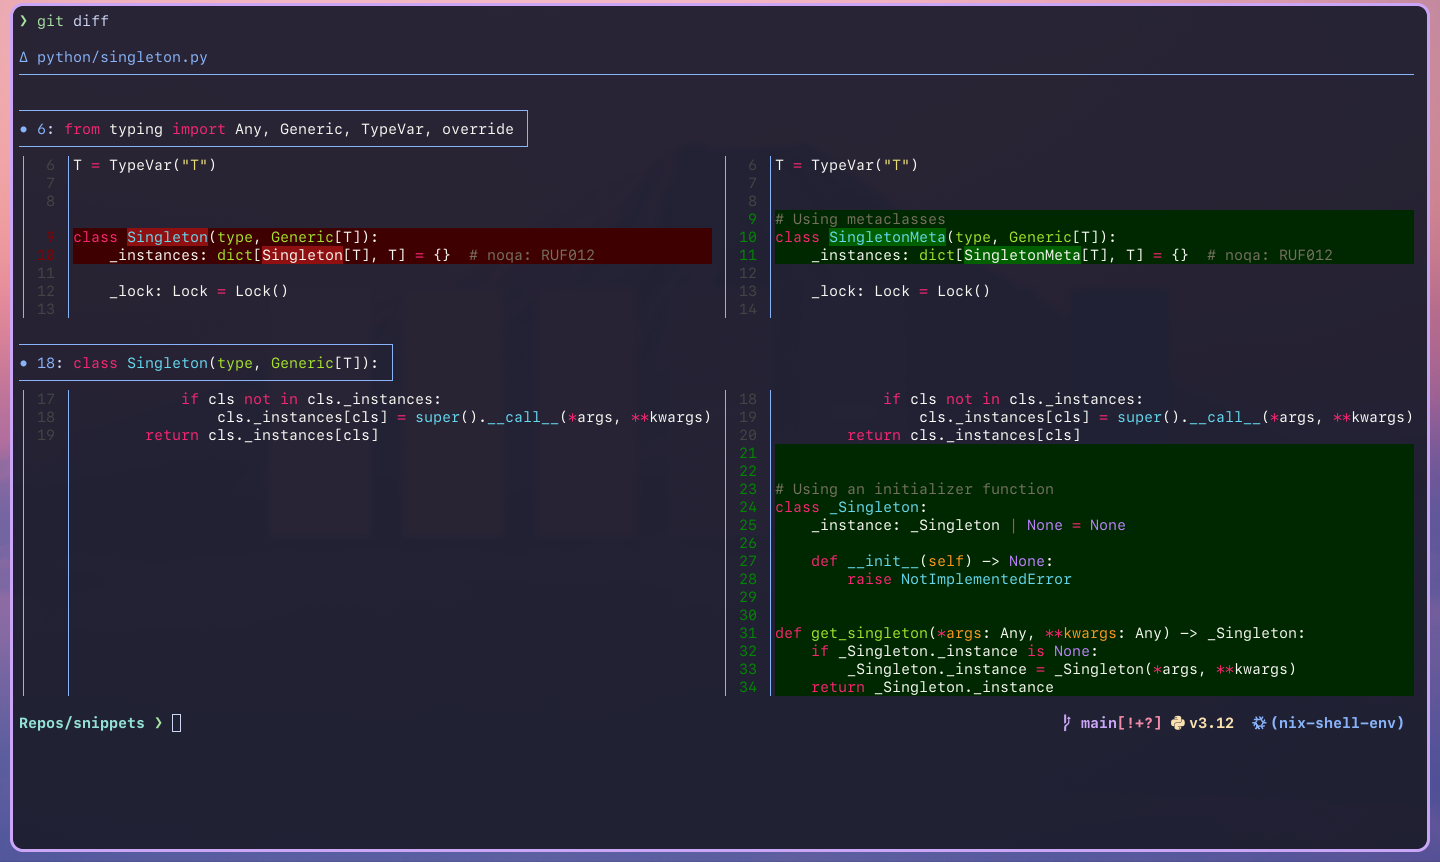 ❯ git diff
Δ python/singleton.py
• 6: from typing import Any, Generic, TypeVar, override
6 T = TypeVar("T") 6 T = TypeVar("T")
7 7
8 8
9 # Using metaclasses
9 class Singleton(type, Generic[T]): 10 class SingletonMeta(type, Generic[T]):
10 _instances: dict[Singleton[T], T] = {} # noqa: RUF012 11 _instances: dict[SingletonMeta[T], T] = {} # noqa: RUF012
11 12
12 _lock: Lock = Lock() 13 _lock: Lock = Lock()
13 14
• 18: class Singleton(type, Generic[T]):
17 if cls not in cls._instances: 18 if cls not in cls._instances:
18 cls._instances[cls] = super().__call__(*args, **kwargs) 19 cls._instances[cls] = super().__call__(*args, **kwargs)
19 return cls._instances[cls] 20 return cls._instances[cls]
21
22
23 # Using an initializer function
24 class _Singleton:
25 _instance: _Singleton | None = None
26
27 def __init__(self) -> None:
28 raise NotImplementedError
29
30
31 def get_singleton(*args: Any, **kwargs: Any) -> _Singleton:
32 if _Singleton._instance is None:
33 _Singleton._instance = _Singleton(*args, **kwargs)
34 return _Singleton._instance
Repos/snippets ❯ main[!+?] v3.12 (nix-shell-env)